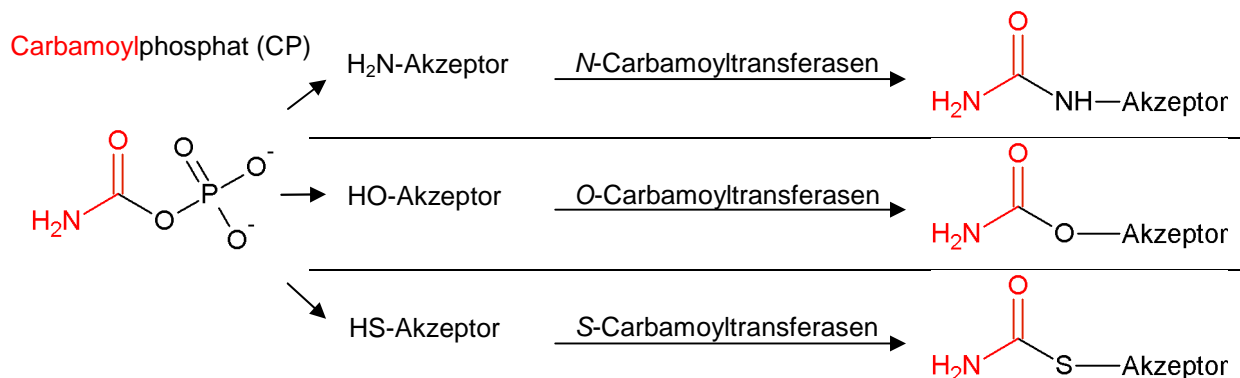 Carbamoylphosphat (CP)
H₂N-Akzeptor N-Carbamoyltransferasen
O
H₂N NH Akzeptor
O O O⁻
H₂N O P O⁻
HO-Akzeptor O-Carbamoyltransferasen
O
H₂N O Akzeptor
HS-Akzeptor S-Carbamoyltransferasen
O
H₂N S Akzeptor